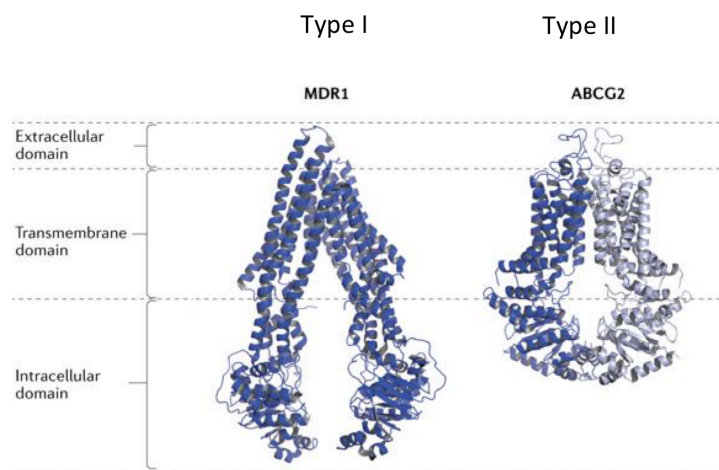 Type I
Type II
MDR1
ABCG2
Extracellular
domain
Transmembrane
domain
Intracellular
domain